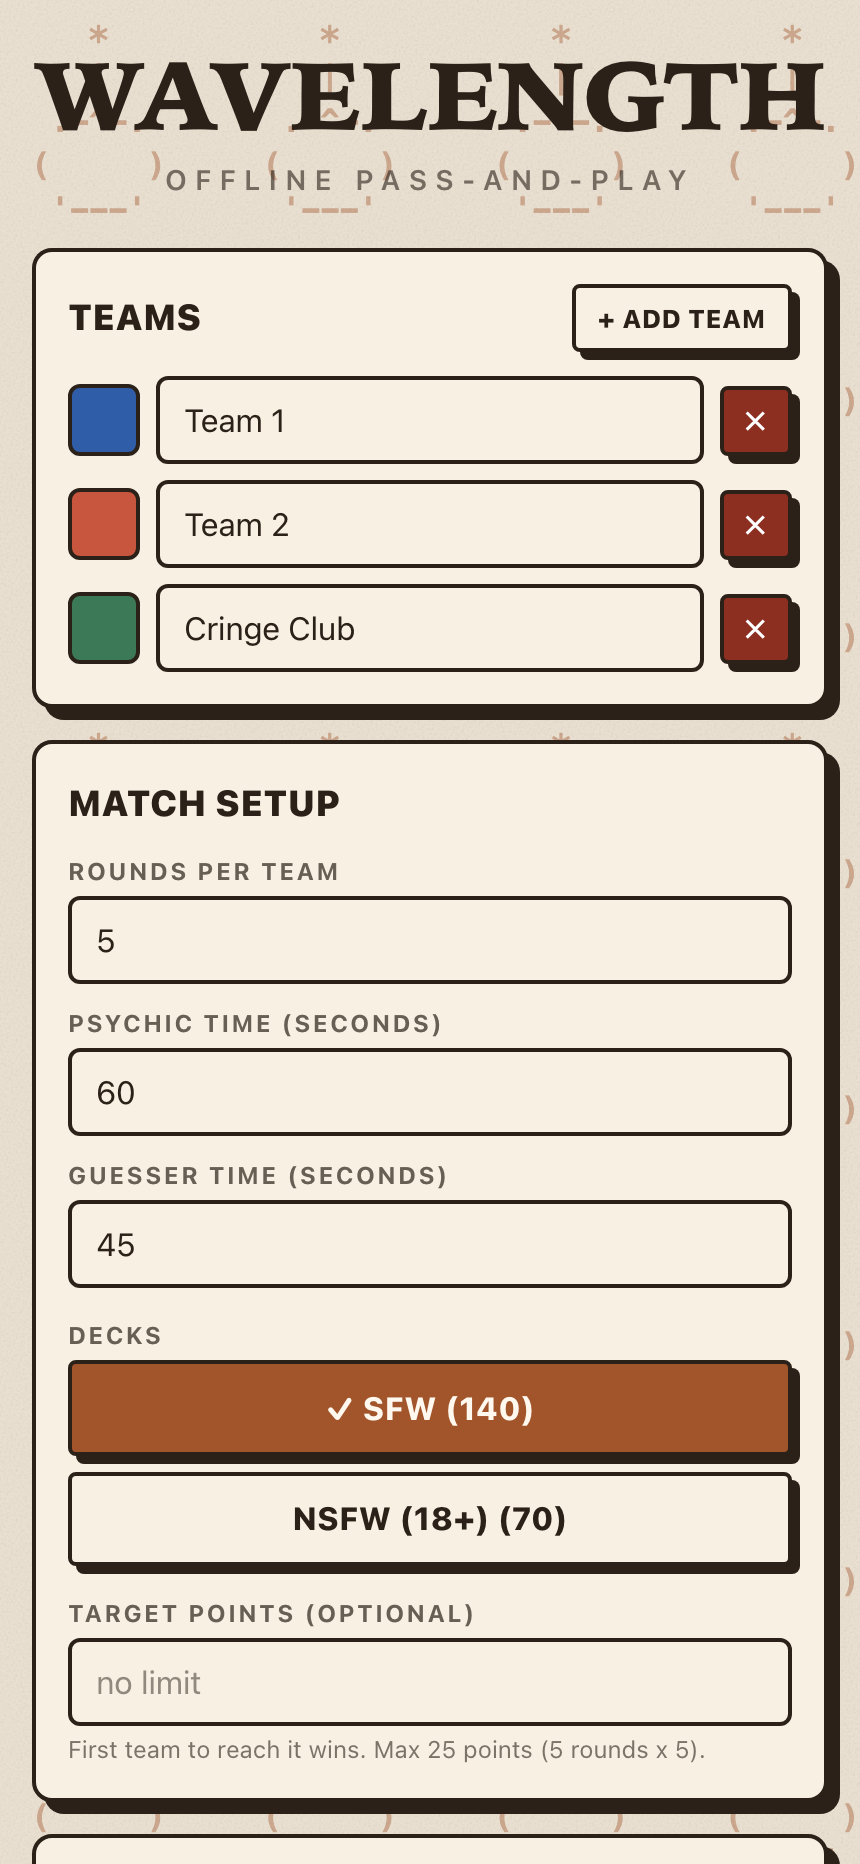 WAVELENGTH
OFFLINE PASS-AND-PLAY
TEAMS
+ ADD TEAM
Team 1
×
Team 2
×
Cringe Club
×
MATCH SETUP
ROUNDS PER TEAM
5
PSYCHIC TIME (SECONDS)
60
GUESSER TIME (SECONDS)
45
DECKS
✓ SFW (140)
NSFW (18+) (70)
TARGET POINTS (OPTIONAL)
no limit
First team to reach it wins. Max 25 points (5 rounds x 5).